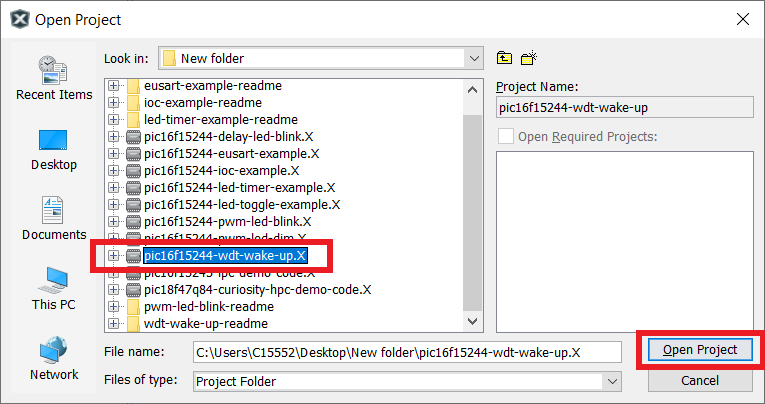 Open Project
Look in:
New folder
Recent Items
Desktop
Documents
This PC
Network
eusart-example-readme
ioc-example-readme
led-timer-example-readme
pic16f15244-delay-led-blink.X
pic16f15244-eusart-example.X
pic16f15244-ioc-example.X
pic16f15244-led-timer-example.X
pic16f15244-led-toggle-example.X
pic16f15244-pwm-led-blink.X
pic16f15244-pwm-led-dim.X
pic16f15244-wdt-wake-up.X
pic16f15245-hpc-demo-code.X
pic18f47q84-curiosity-hpc-demo-code.X
pwm-led-blink-readme
wdt-wake-up-readme
Project Name:
pic16f15244-wdt-wake-up
Open Required Projects:
File name:
C:\Users\C15552\Desktop\New folder\pic16f15244-wdt-wake-up.X
Open Project
Files of type:
Project Folder
Cancel